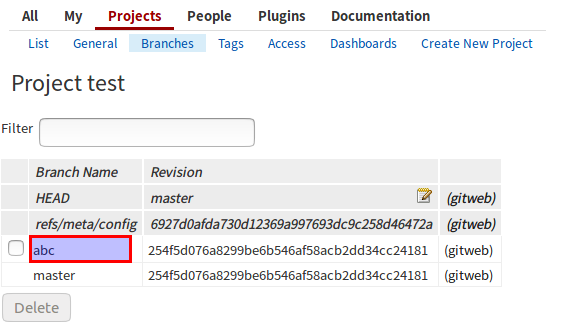 All My Projects People Plugins Documentation
List General Branches Tags Access Dashboards Create New Project
Project test
Filter
Branch Name Revision
HEAD master (gitweb)
refs/meta/config 6927d0afda730d12369a997693dc9c258d46472a (gitweb)
abc 254f5d076a8299be6b546af58acb2dd34cc24181 (gitweb)
master 254f5d076a8299be6b546af58acb2dd34cc24181 (gitweb)
Delete